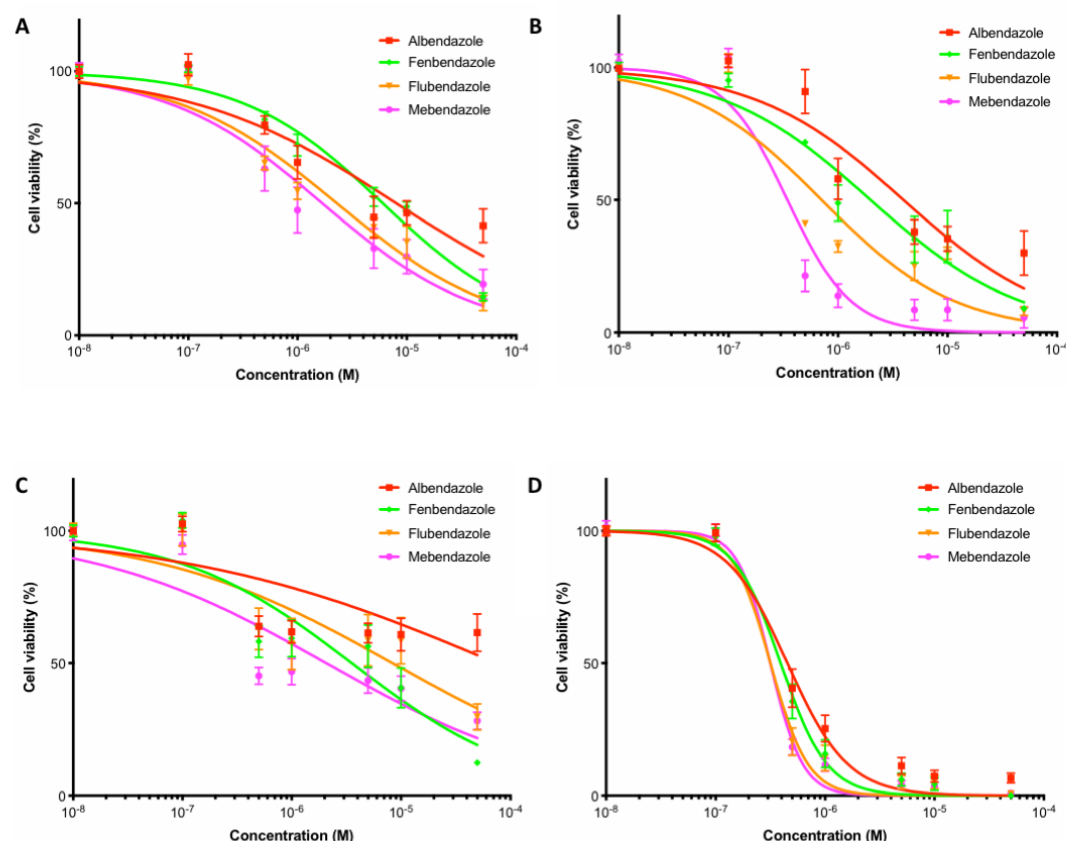 A
Albendazole
Fenbendazole
Flubendazole
Mebendazole
Cell viability (%)
100
50
0
10⁻⁸
10⁻⁷
10⁻⁶
10⁻⁵
10⁻⁴
Concentration (M)
B
Albendazole
Fenbendazole
Flubendazole
Mebendazole
Cell viability (%)
100
50
0
10⁻⁸
10⁻⁷
10⁻⁶
10⁻⁵
10⁻⁴
Concentration (M)
C
Albendazole
Fenbendazole
Flubendazole
Mebendazole
Cell viability (%)
100
50
0
10⁻⁸
10⁻⁷
10⁻⁶
10⁻⁵
10⁻⁴
Concentration (M)
D
Albendazole
Fenbendazole
Flubendazole
Mebendazole
Cell viability (%)
100
50
0
10⁻⁸
10⁻⁷
10⁻⁶
10⁻⁵
10⁻⁴
Concentration (M)